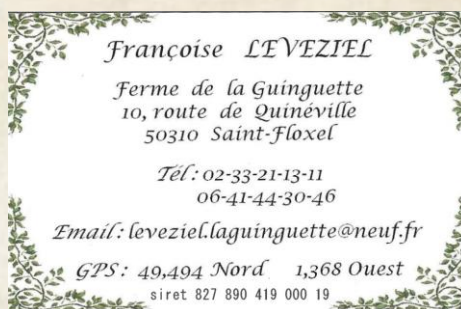 Françoise LEVEZIEL
Ferme de la Guinguette
10, route de Quinéville
50310 Saint-Floxel
Tél : 02-33-21-13-11
06-41-44-30-46
Email : leveziel.laguinguette@neuf.fr
GPS : 49,494 Nord 1,368 Ouest
siret 827 890 419 000 19